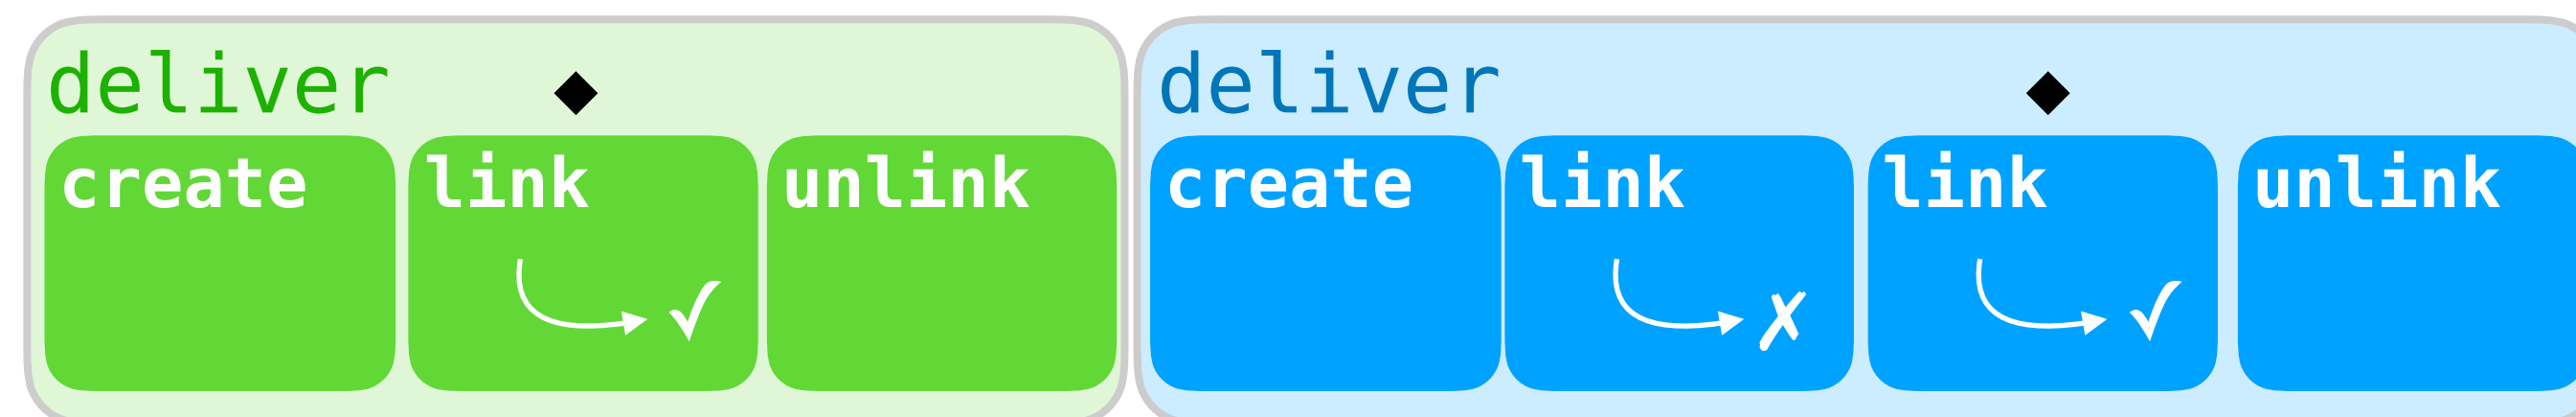 deliver ◆
create link unlink
✓
deliver ◆
create link link unlink
✗ ✓